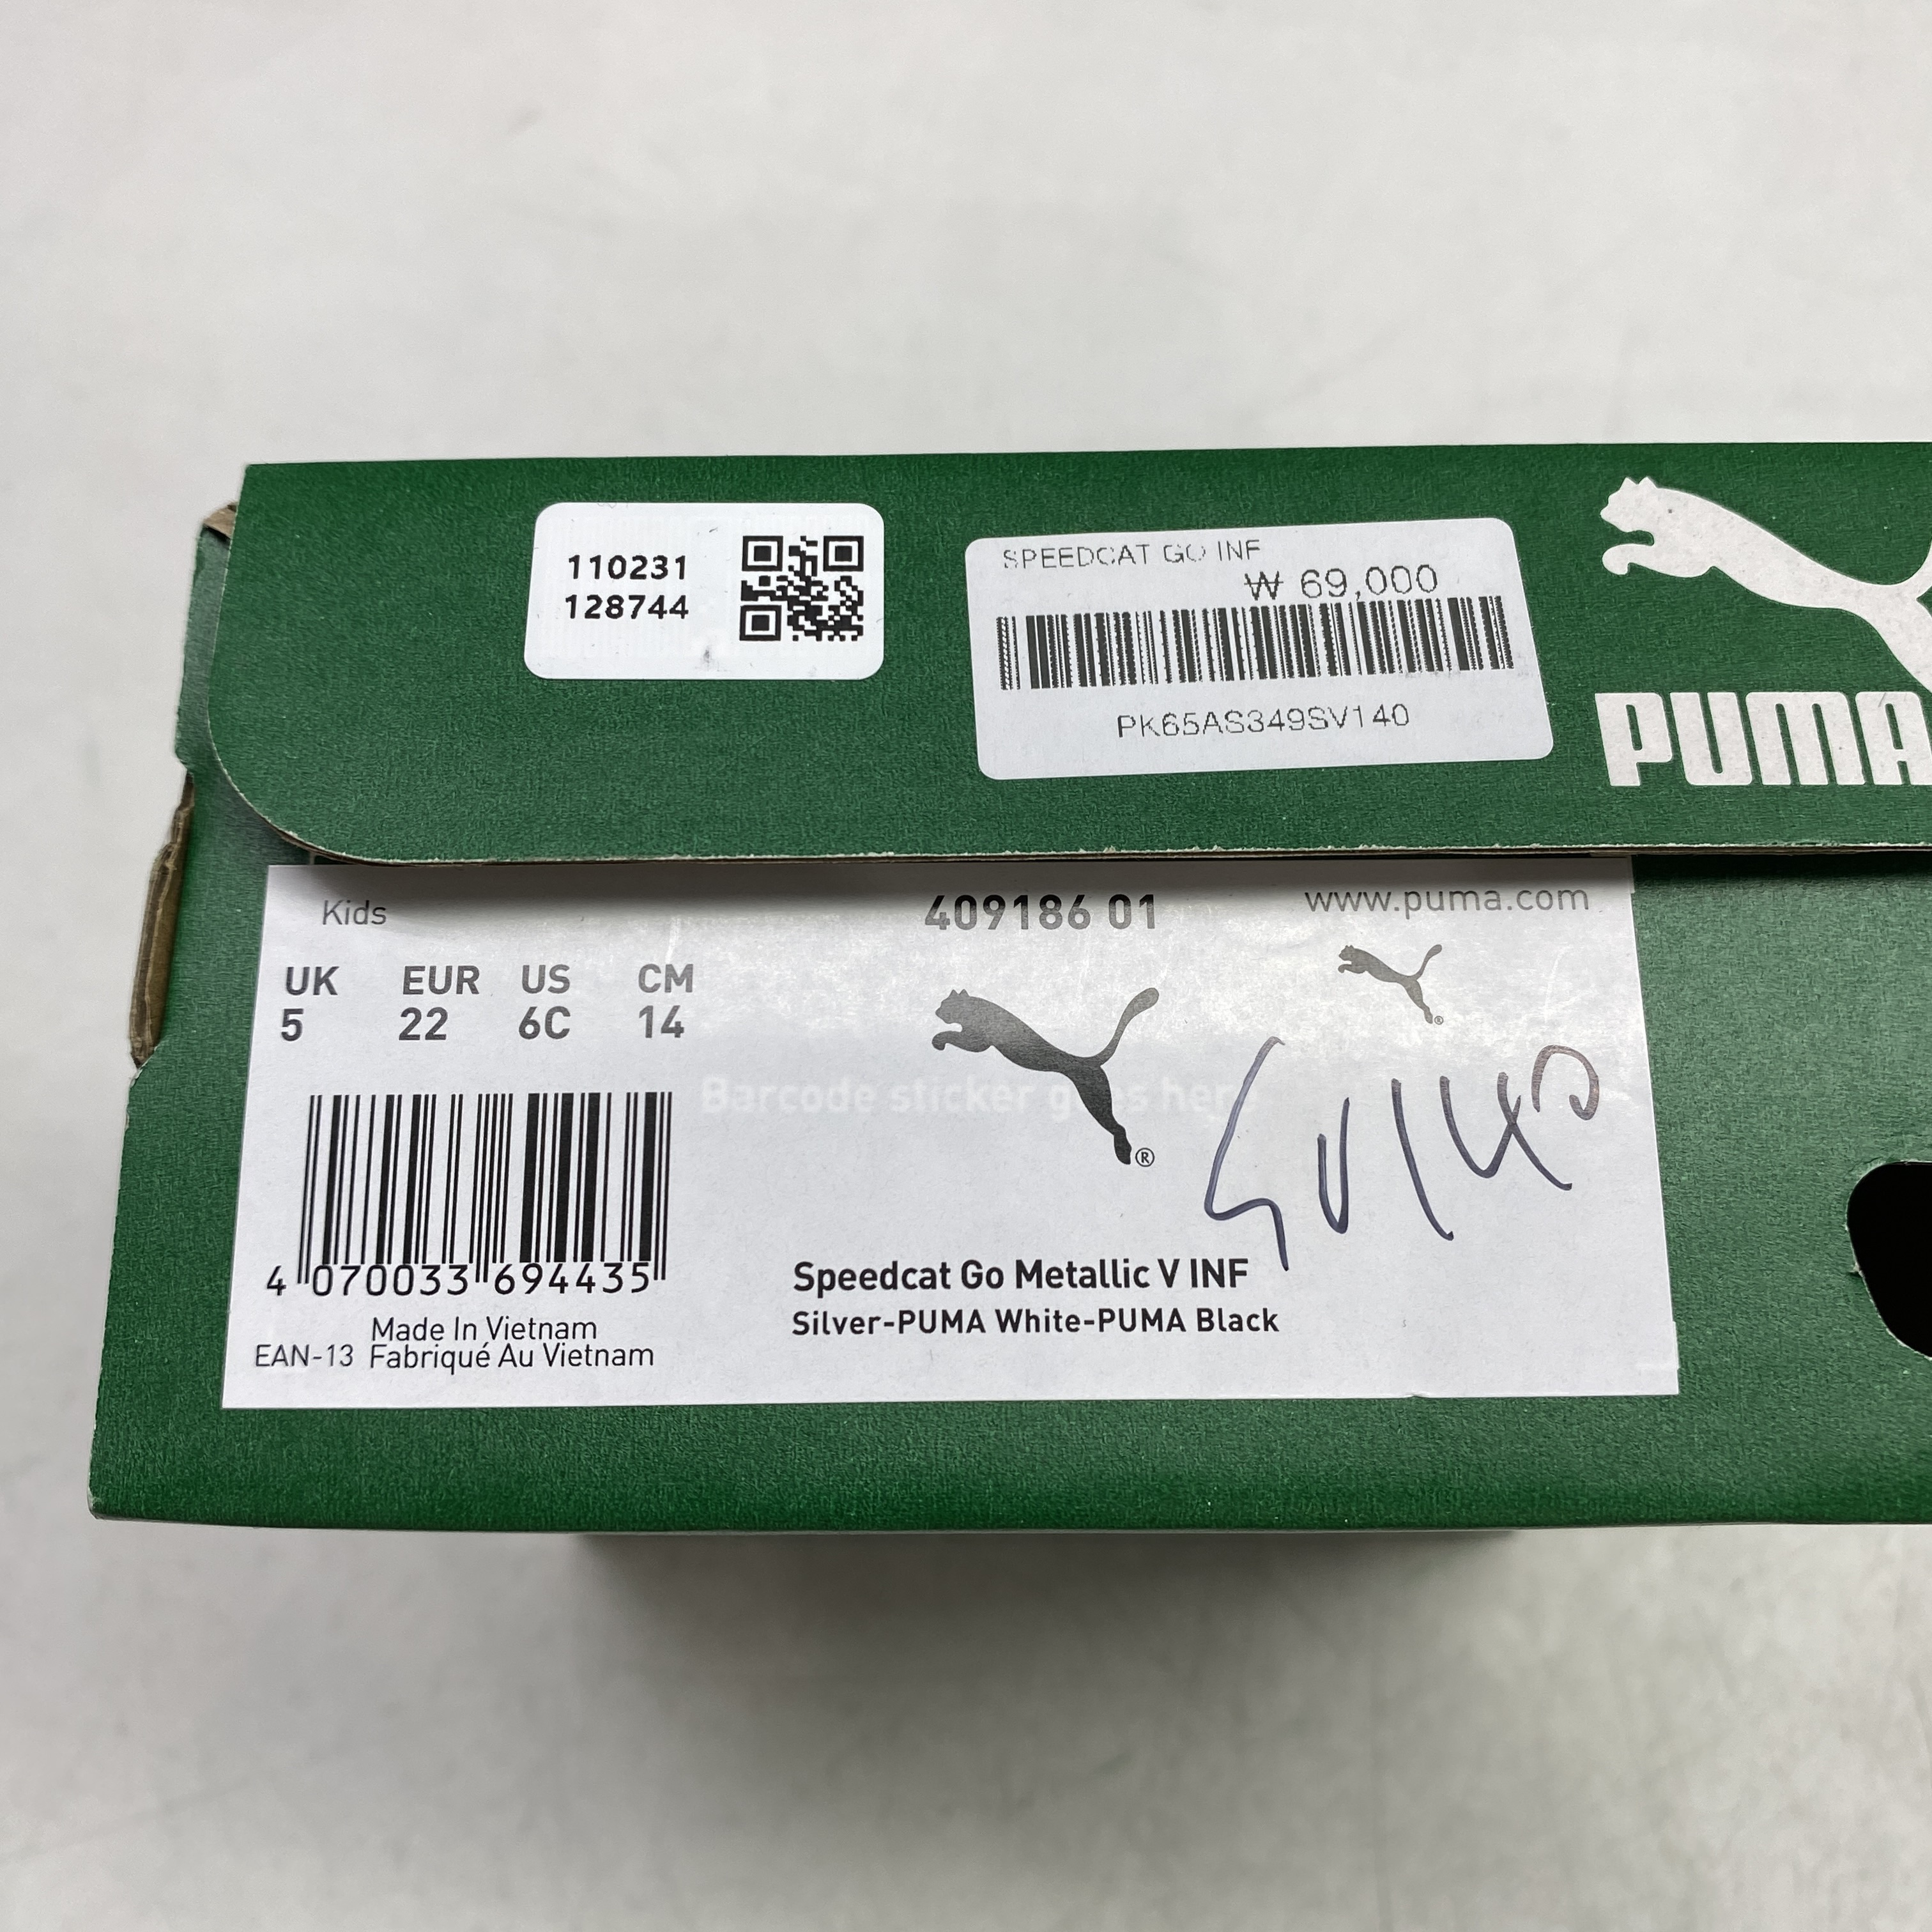 110231
128744
SPEEDCAT GO INF
₩ 69,000
PK65AS349SV140
PUMA
Kids
409186 01
www.puma.com
UK EUR US CM
5 22 6C 14
Barcode sticker goes here
®
®
SV140
4 070033 694435
Speedcat Go Metallic V INF
Silver-PUMA White-PUMA Black
Made In Vietnam
EAN-13 Fabriqué Au Vietnam